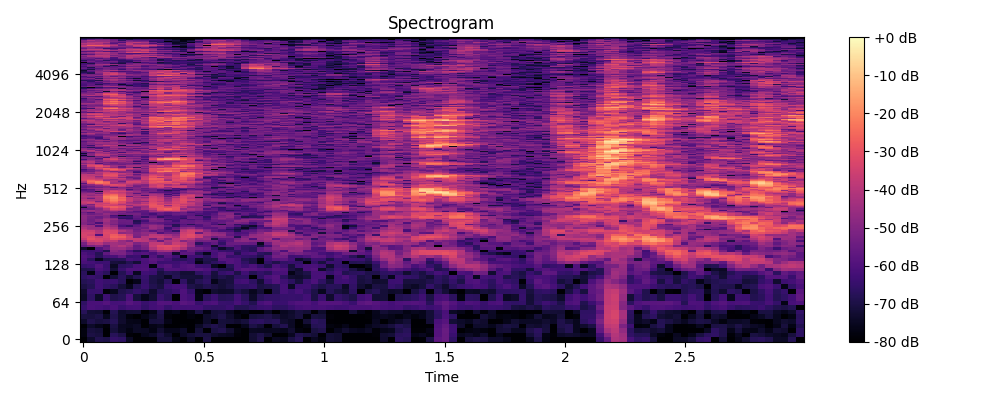 Spectrogram
Hz
4096
2048
1024
512
256
128
64
0
0
0.5
1
1.5
2
2.5
Time
+0 dB
-10 dB
-20 dB
-30 dB
-40 dB
-50 dB
-60 dB
-70 dB
-80 dB